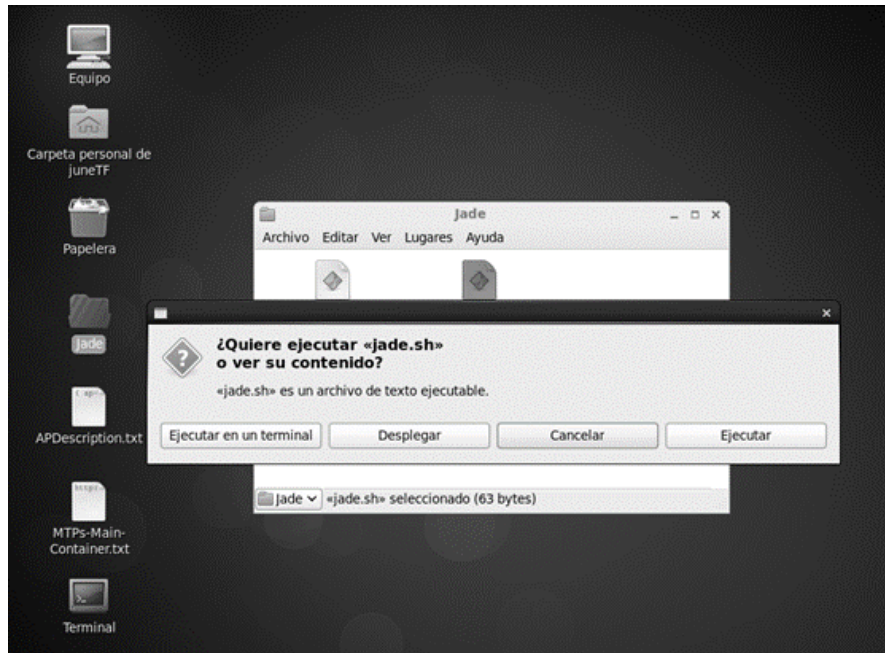 Equipo
Carpeta personal de
juneTF
Papelera
Jade
APDescription.txt
MTPs-Main-
Container.txt
Terminal
Jade
Archivo Editar Ver Lugares Ayuda
¿Quiere ejecutar «jade.sh»
o ver su contenido?
«jade.sh» es un archivo de texto ejecutable.
Ejecutar en un terminal Desplegar Cancelar Ejecutar
Jade «jade.sh» seleccionado (63 bytes)